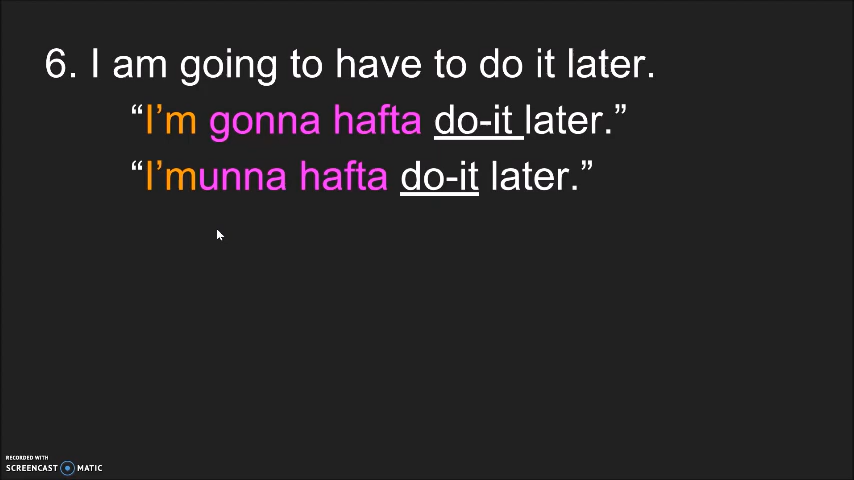 6. I am going to have to do it later.
“I’m gonna hafta do-it later.”
“I’munna hafta do-it later.”
RECORDED WITH
SCREENCAST MATIC